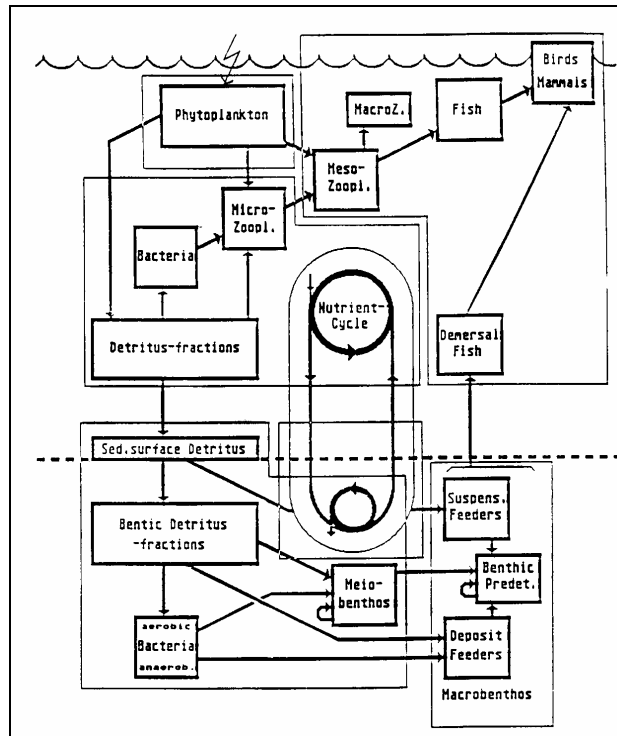 Birds
Mammals
Phytoplankton
MacroZ.
Fish
Meso-
Zoopl.
Micro-
Zoopl.
Bacteria
Nutrient-
Cycle
Detritus-fractions
Demersal
Fish
Sed.surface Detritus
Suspens.
Feeders
Bentic Detritus
-fractions
Benthic
Predet.
Meio-
benthos
aerobic
Bacteria
anaerob.
Deposit
Feeders
Macrobenthos